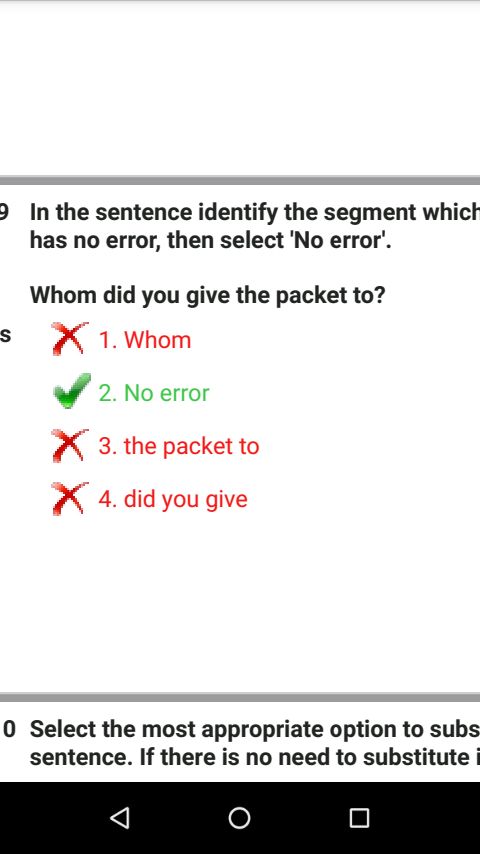 9 In the sentence identify the segment which
has no error, then select 'No error'.
Whom did you give the packet to?
s
1. Whom
2. No error
3. the packet to
4. did you give
0 Select the most appropriate option to subs
sentence. If there is no need to substitute i